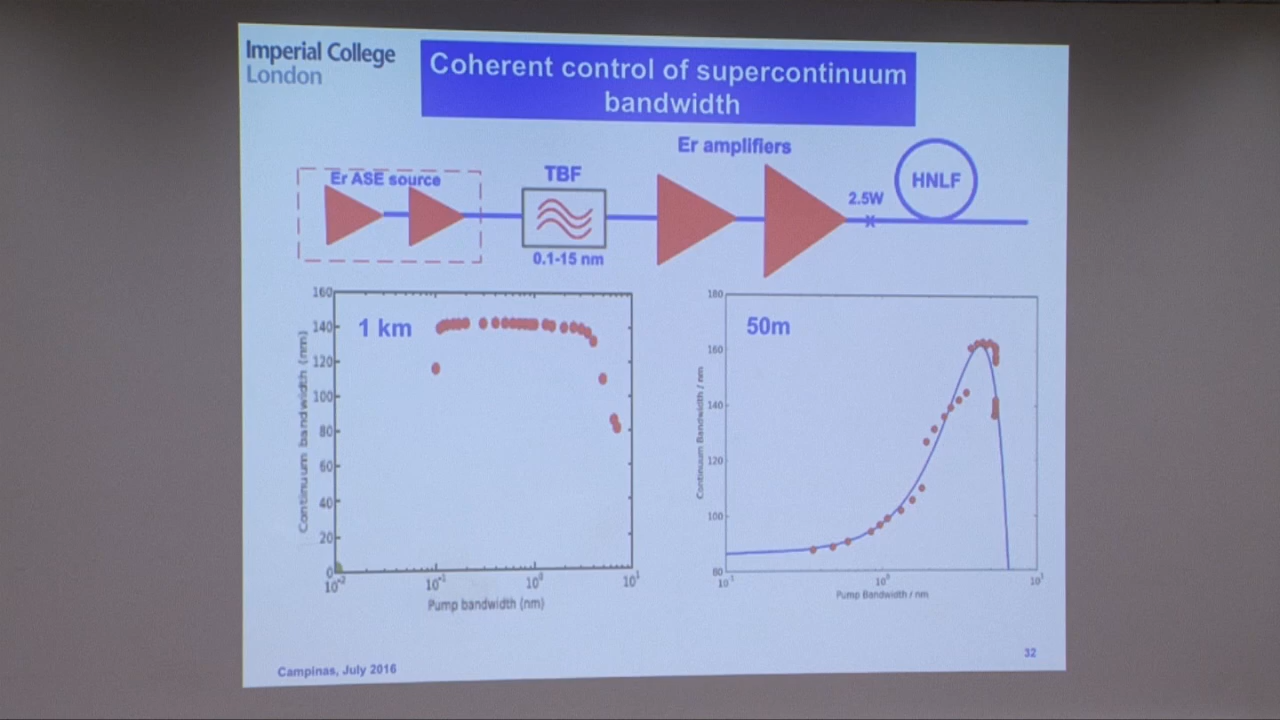 Imperial College
London
Coherent control of supercontinuum
bandwidth
Er amplifiers
Er ASE source
TBF
2.5W
HNLF
0.1-15 nm
1 km
Continuum bandwidth (nm)
160
140
120
100
80
60
40
20
0
10⁻²
10⁻¹
10⁰
10¹
Pump bandwidth (nm)
50m
Continuum Bandwidth / nm
180
160
140
120
100
80
10⁻¹
10⁰
10¹
Pump Bandwidth / nm
Campinas, July 2016
32